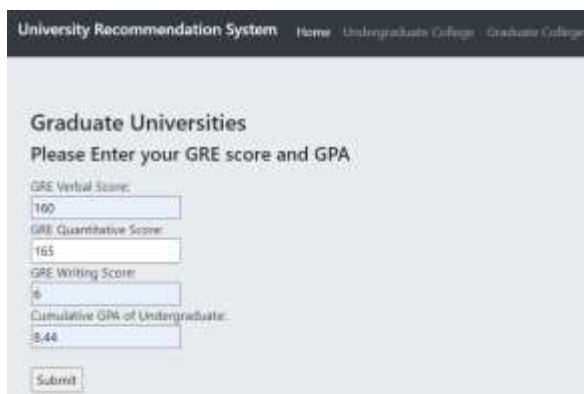 University Recommendation System Home Undergraduate College Graduate College
Graduate Universities
Please Enter your GRE score and GPA
GRE Verbal Score:
160
GRE Quantitative Score:
165
GRE Writing Score:
6
Cumulative GPA of Undergraduate:
8.44
Submit